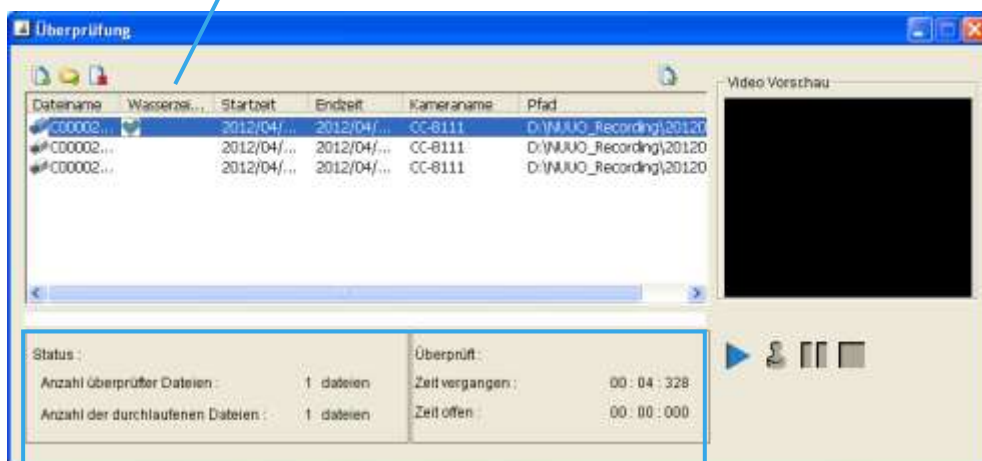 Überprüfung
Video Vorschau
Dateiname Wasserzei... Startzeit Endzeit Kameraname Pfad
C00002... 2012/04/... 2012/04/... CC-8111 D:\NUUO_Recording\20120
C00002... 2012/04/... 2012/04/... CC-8111 D:\NUUO_Recording\20120
C00002... 2012/04/... 2012/04/... CC-8111 D:\NUUO_Recording\20120
Status :
Anzahl überprüfter Dateien : 1 dateien
Anzahl der durchlaufenen Dateien : 1 dateien
Überprüft :
Zeit vergangen : 00 : 04 : 328
Zeit offen : 00 : 00 : 000